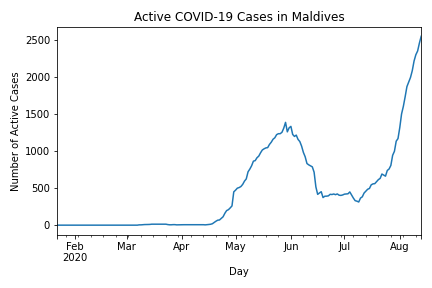 Active COVID-19 Cases in Maldives
Number of Active Cases
2500
2000
1500
1000
500
0
Feb Mar Apr May Jun Jul Aug
2020
Day